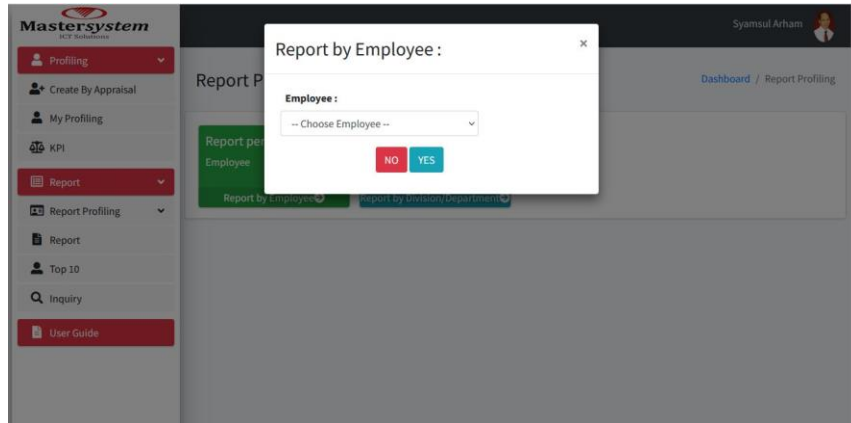 Mastersystem
ICT Solutions
Syamsul Arham
Profiling
Create By Appraisal
My Profiling
KPI
Report
Report Profiling
Report
Top 10
Inquiry
User Guide
Report P
Dashboard / Report Profiling
Report per
Employee
Report by Employee
Report by Division/Department
Report by Employee :
×
Employee :
-- Choose Employee --
NO YES